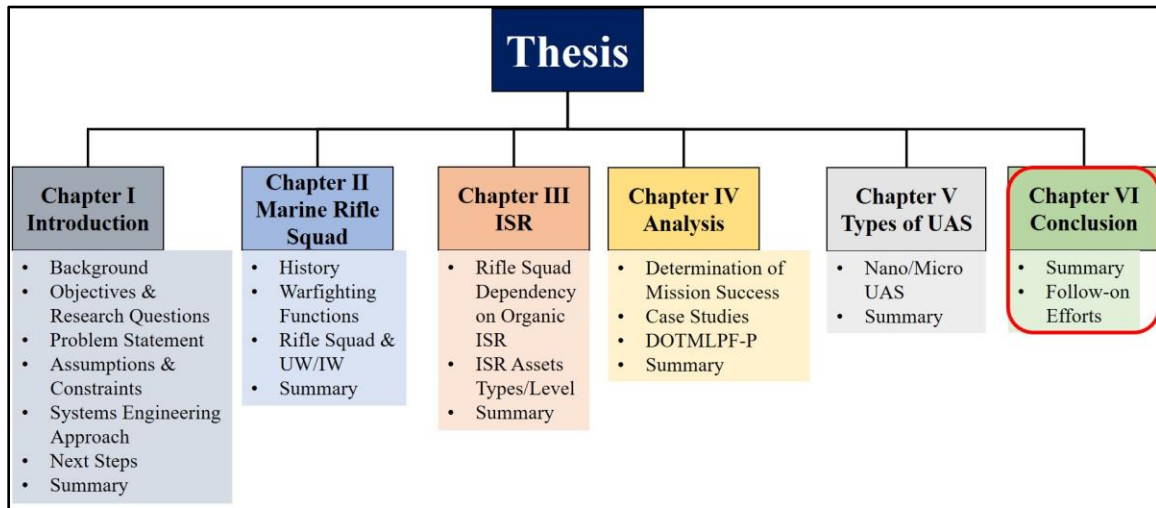 Thesis
Chapter I
Introduction
• Background
• Objectives &
Research Questions
• Problem Statement
• Assumptions &
Constraints
• Systems Engineering
Approach
• Next Steps
• Summary
Chapter II
Marine Rifle
Squad
• History
• Warfighting
Functions
• Rifle Squad &
UW/IW
• Summary
Chapter III
ISR
• Rifle Squad
Dependency
on Organic
ISR
• ISR Assets
Types/Level
• Summary
Chapter IV
Analysis
• Determination of
Mission Success
• Case Studies
• DOTMLPF-P
• Summary
Chapter V
Types of UAS
• Nano/Micro
UAS
• Summary
Chapter VI
Conclusion
• Summary
• Follow-on
Efforts